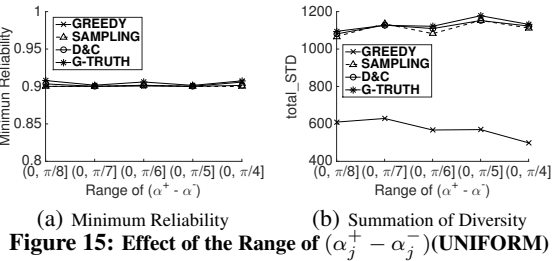 1
0.95
0.9
0.85
0.8
Minimun Reliability
GREEDY
SAMPLING
D&C
G-TRUTH
(0, π/8] (0, π/7] (0, π/6] (0, π/5] (0, π/4]
Range of (α⁺ - α⁻)
(a) Minimum Reliability
1200
1000
800
600
400
total_STD
GREEDY
SAMPLING
D&C
G-TRUTH
(0, π/8] (0, π/7] (0, π/6] (0, π/5] (0, π/4]
Range of (α⁺ - α⁻)
(b) Summation of Diversity
Figure 15: Effect of the Range of (α_j^+ − α_j^−)(UNIFORM)